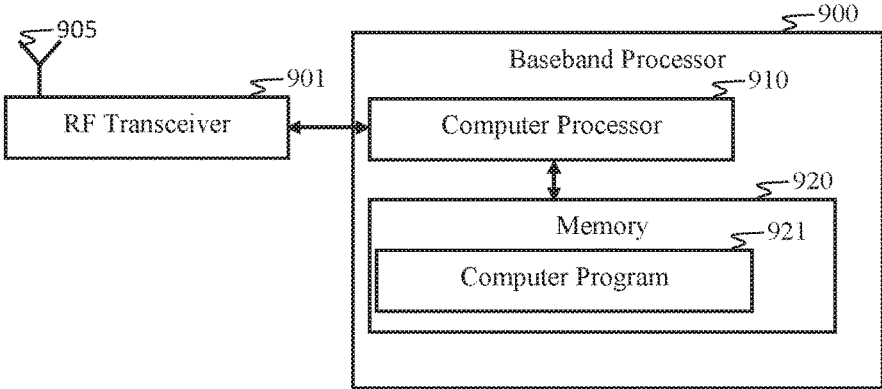 905
900
Baseband Processor
901
910
RF Transceiver
Computer Processor
920
Memory
921
Computer Program